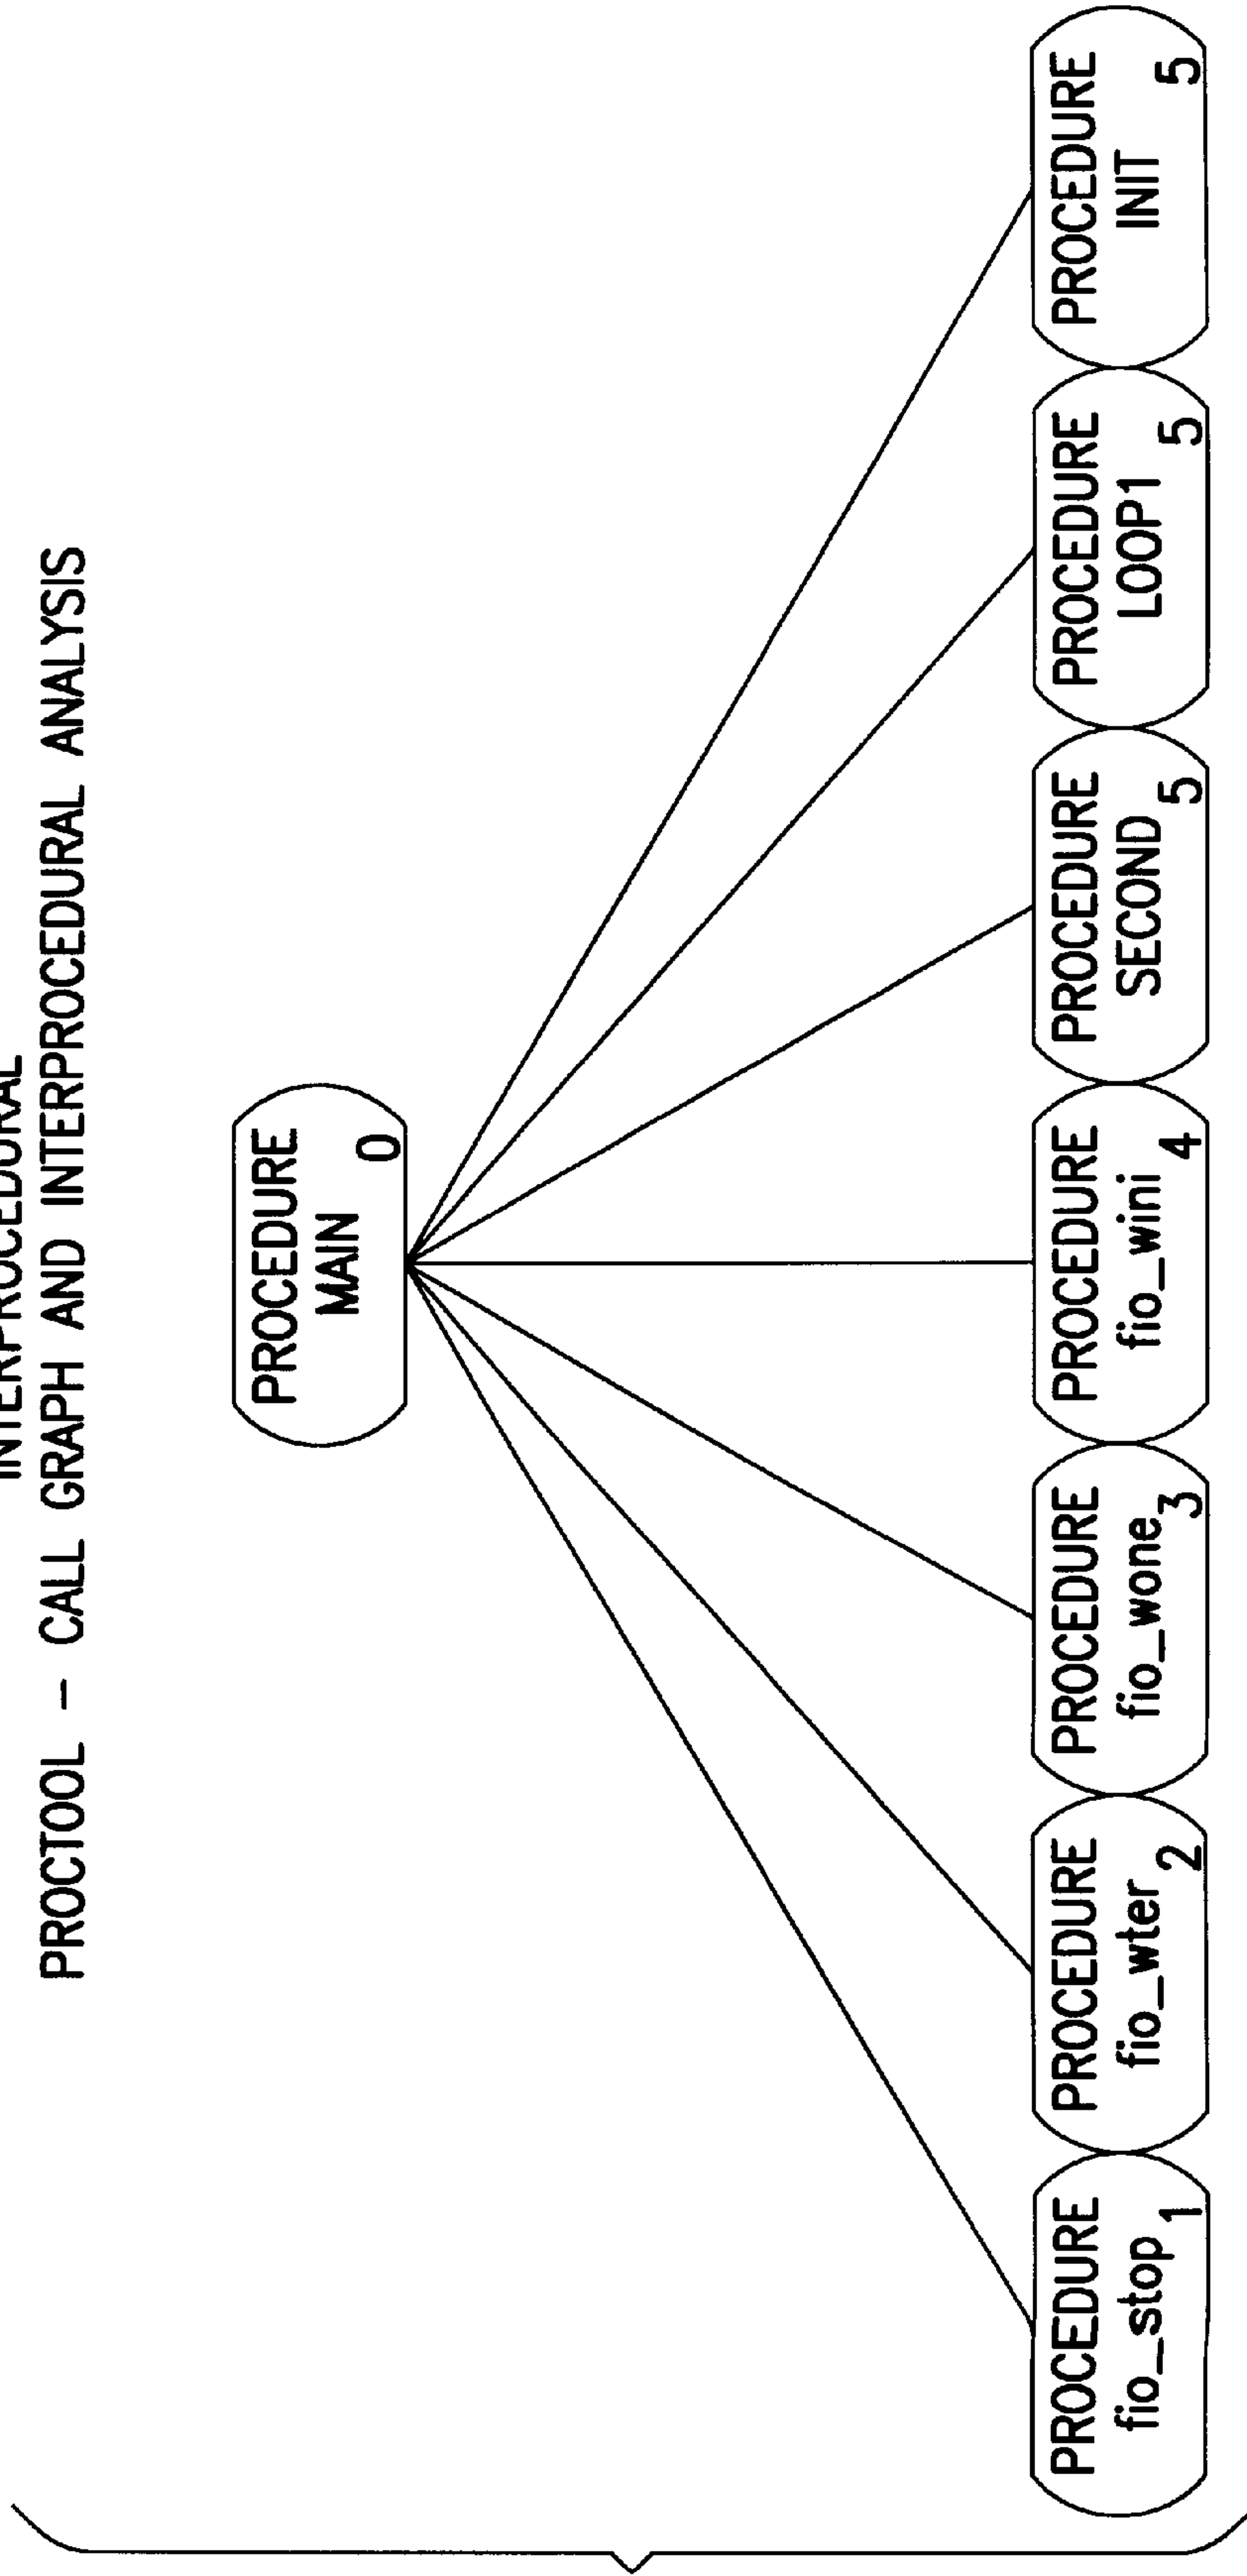 INTERPROCEDURAL
PROCTOOL – CALL GRAPH AND INTERPROCEDURAL ANALYSIS
PROCEDURE
MAIN
0
PROCEDURE
fio_stop
1
PROCEDURE
fio_wter
2
PROCEDURE
fio_wone
3
PROCEDURE
fio_wini
4
PROCEDURE
SECOND
5
PROCEDURE
LOOP1
5
PROCEDURE
INIT
5